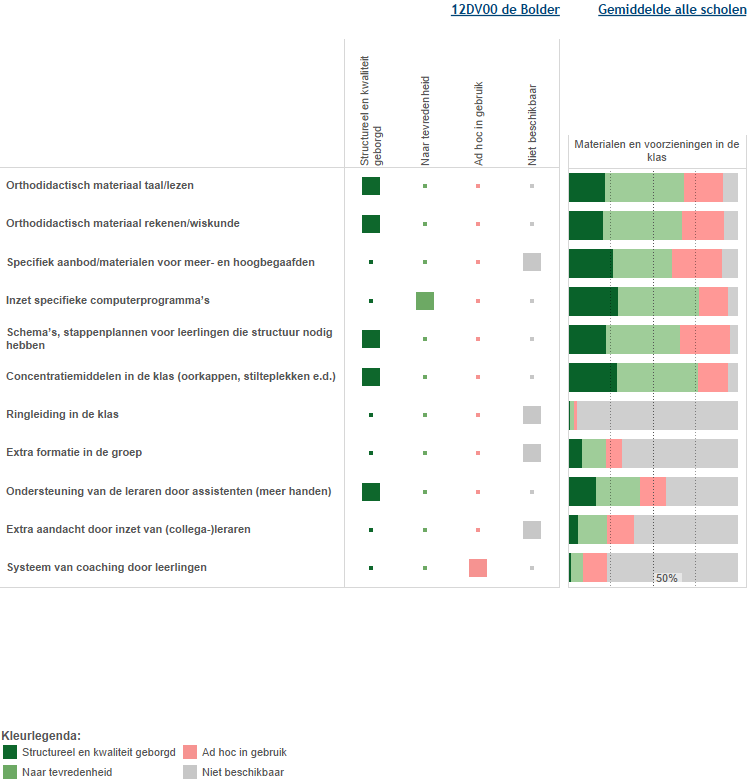 12DV00 de Bolder
Gemiddelde alle scholen
Structureel en kwaliteit
geborgd
Naar tevredenheid
Ad hoc in gebruik
Niet beschikbaar
Materialen en voorzieningen in de
klas
Orthodidactisch materiaal taal/lezen
Orthodidactisch materiaal rekenen/wiskunde
Specifiek aanbod/materialen voor meer- en hoogbegaafden
Inzet specifieke computerprogramma's
Schema's, stappenplannen voor leerlingen die structuur nodig
hebben
Concentratiemiddelen in de klas (oorkappen, stilteplekken e.d.)
Ringleiding in de klas
Extra formatie in de groep
Ondersteuning van de leraren door assistenten (meer handen)
Extra aandacht door inzet van (collega-)leraren
Systeem van coaching door leerlingen
50%
Kleurlegenda:
Structureel en kwaliteit geborgd
Ad hoc in gebruik
Naar tevredenheid
Niet beschikbaar